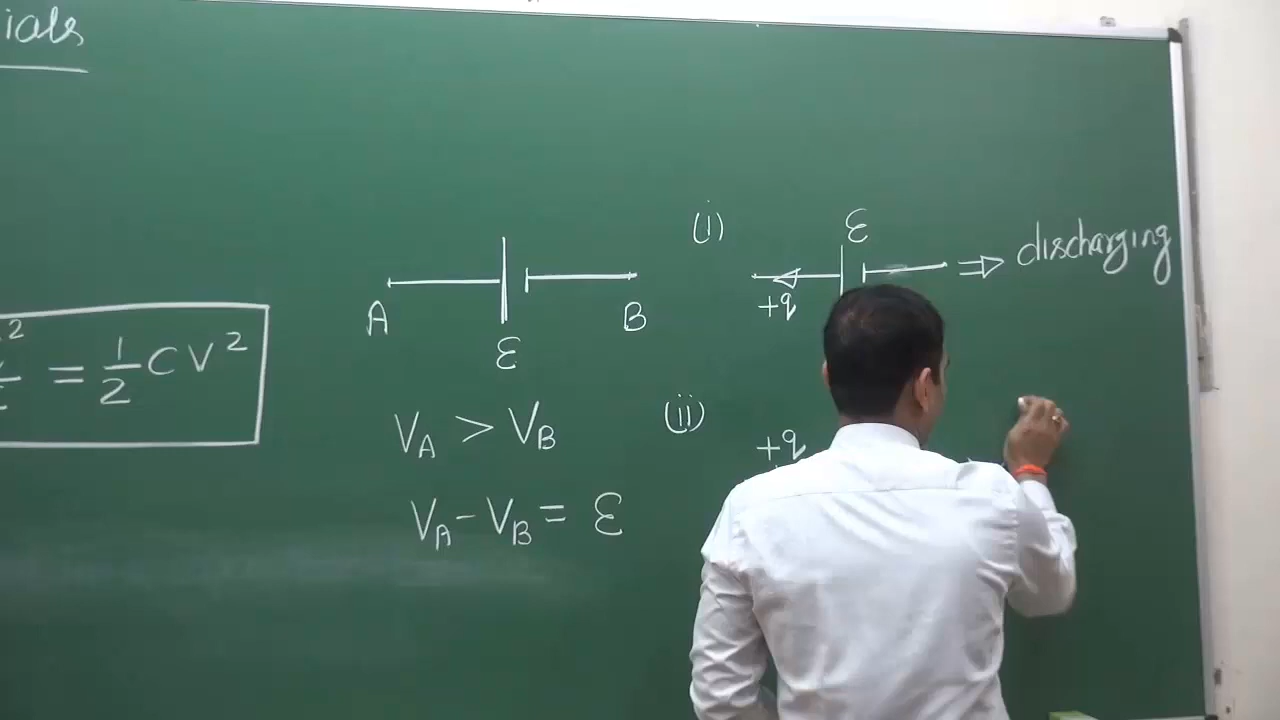 ials
= 1/2 CV²
A
B
ε
V_A > V_B
V_A - V_B = ε
(i)
ε
+q
⇒ discharging
(ii)
+q